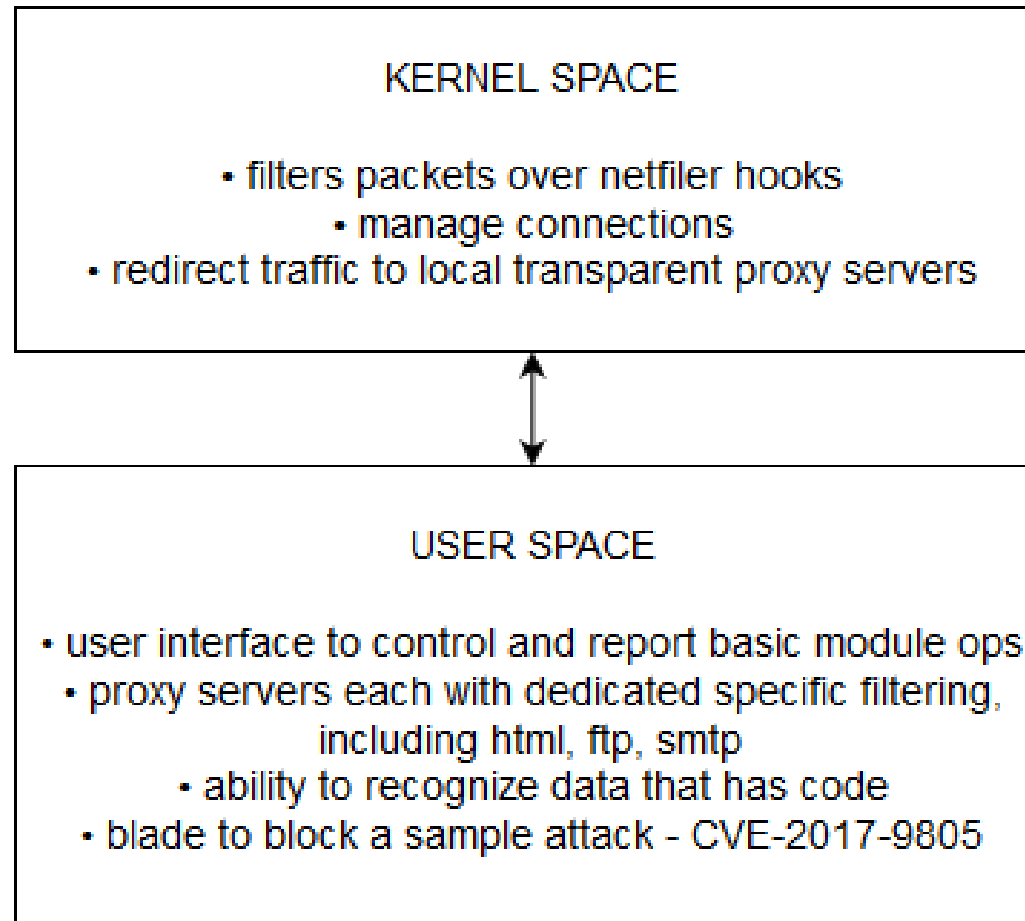 KERNEL SPACE
• filters packets over netfiler hooks
• manage connections
• redirect traffic to local transparent proxy servers
USER SPACE
• user interface to control and report basic module ops
• proxy servers each with dedicated specific filtering,
including html, ftp, smtp
• ability to recognize data that has code
• blade to block a sample attack - CVE-2017-9805